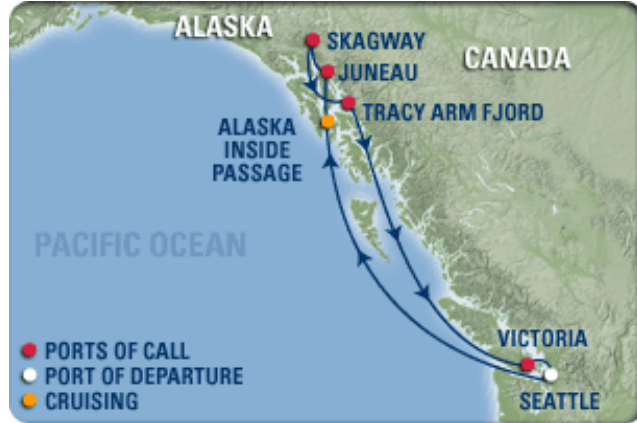 ALASKA
SKAGWAY
JUNEAU
CANADA
TRACY ARM FJORD
ALASKA
INSIDE
PASSAGE
PACIFIC OCEAN
VICTORIA
SEATTLE
PORTS OF CALL
PORT OF DEPARTURE
CRUISING